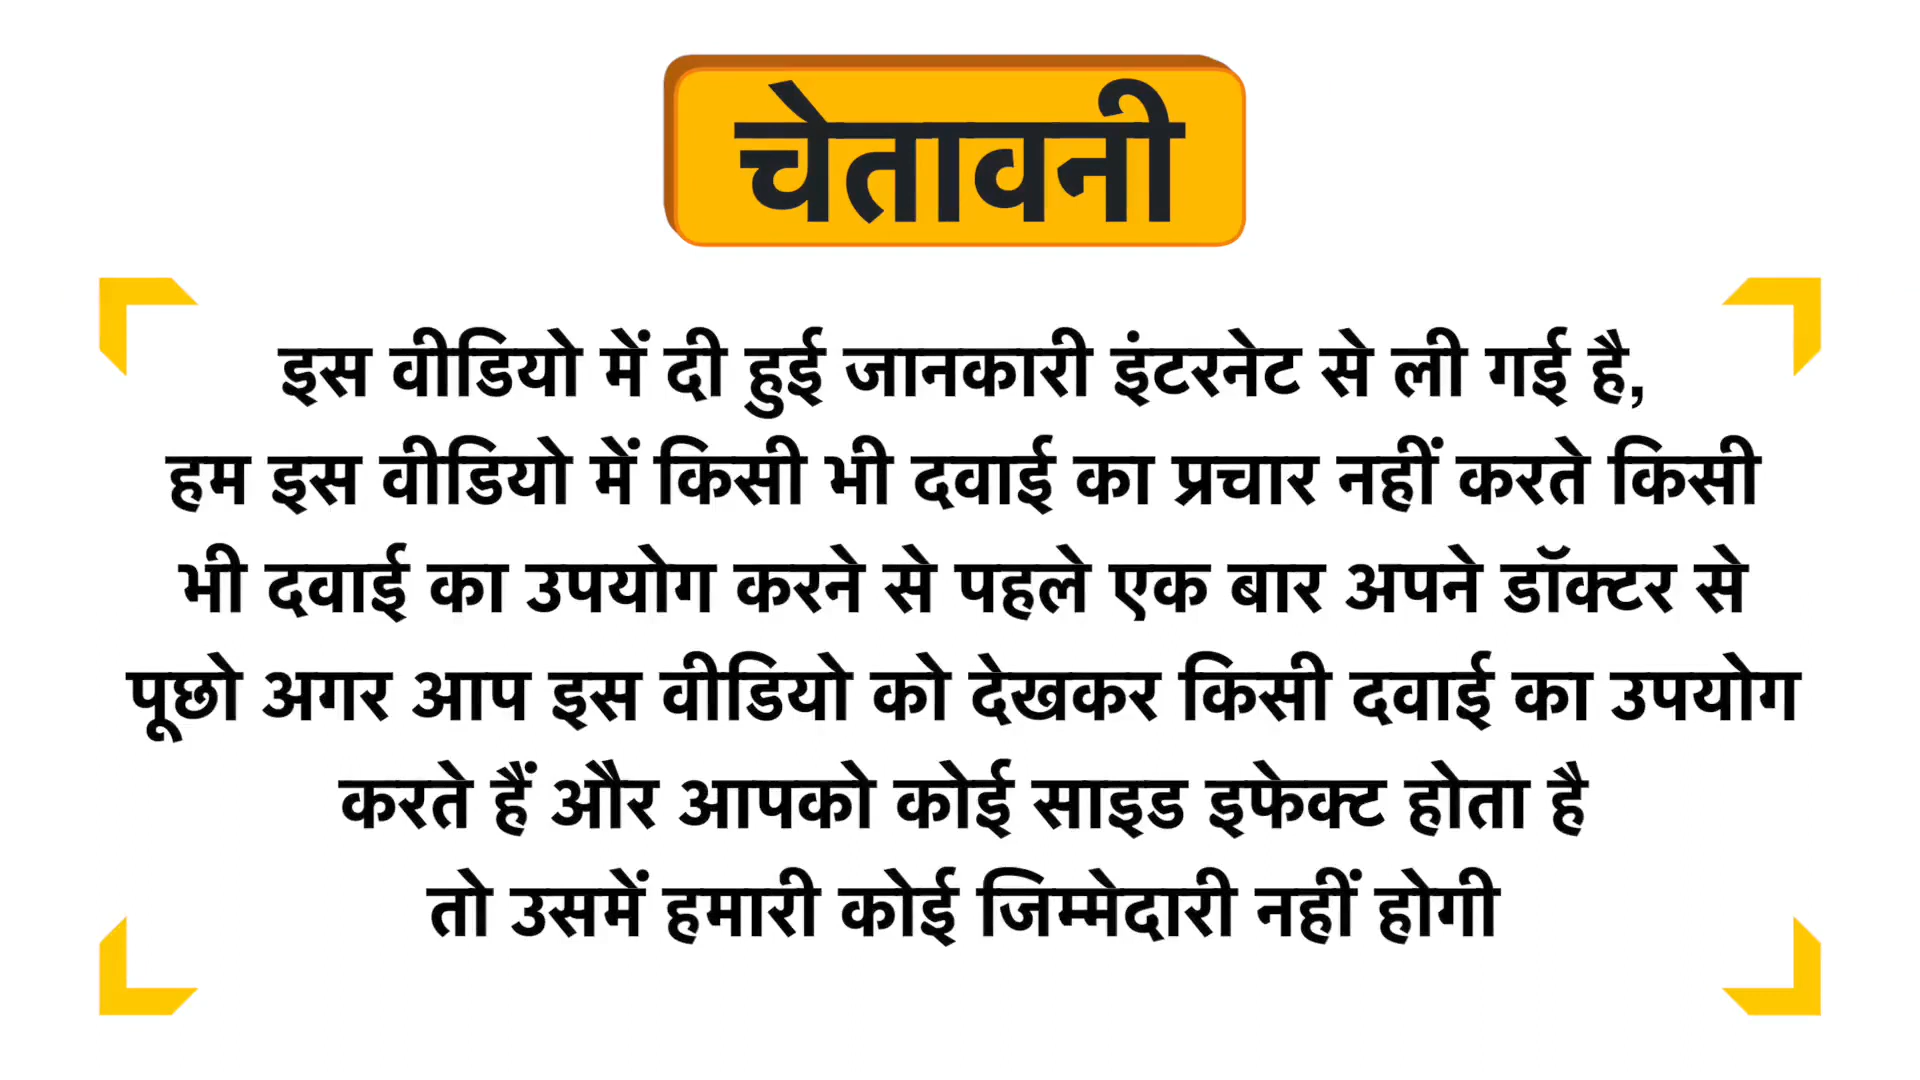 चेतावनी
इस वीडियो में दी हुई जानकारी इंटरनेट से ली गई है,
हम इस वीडियो में किसी भी दवाई का प्रचार नहीं करते किसी
भी दवाई का उपयोग करने से पहले एक बार अपने डॉक्टर से
पूछो अगर आप इस वीडियो को देखकर किसी दवाई का उपयोग
करते हैं और आपको कोई साइड इफेक्ट होता है
तो उसमें हमारी कोई जिम्मेदारी नहीं होगी